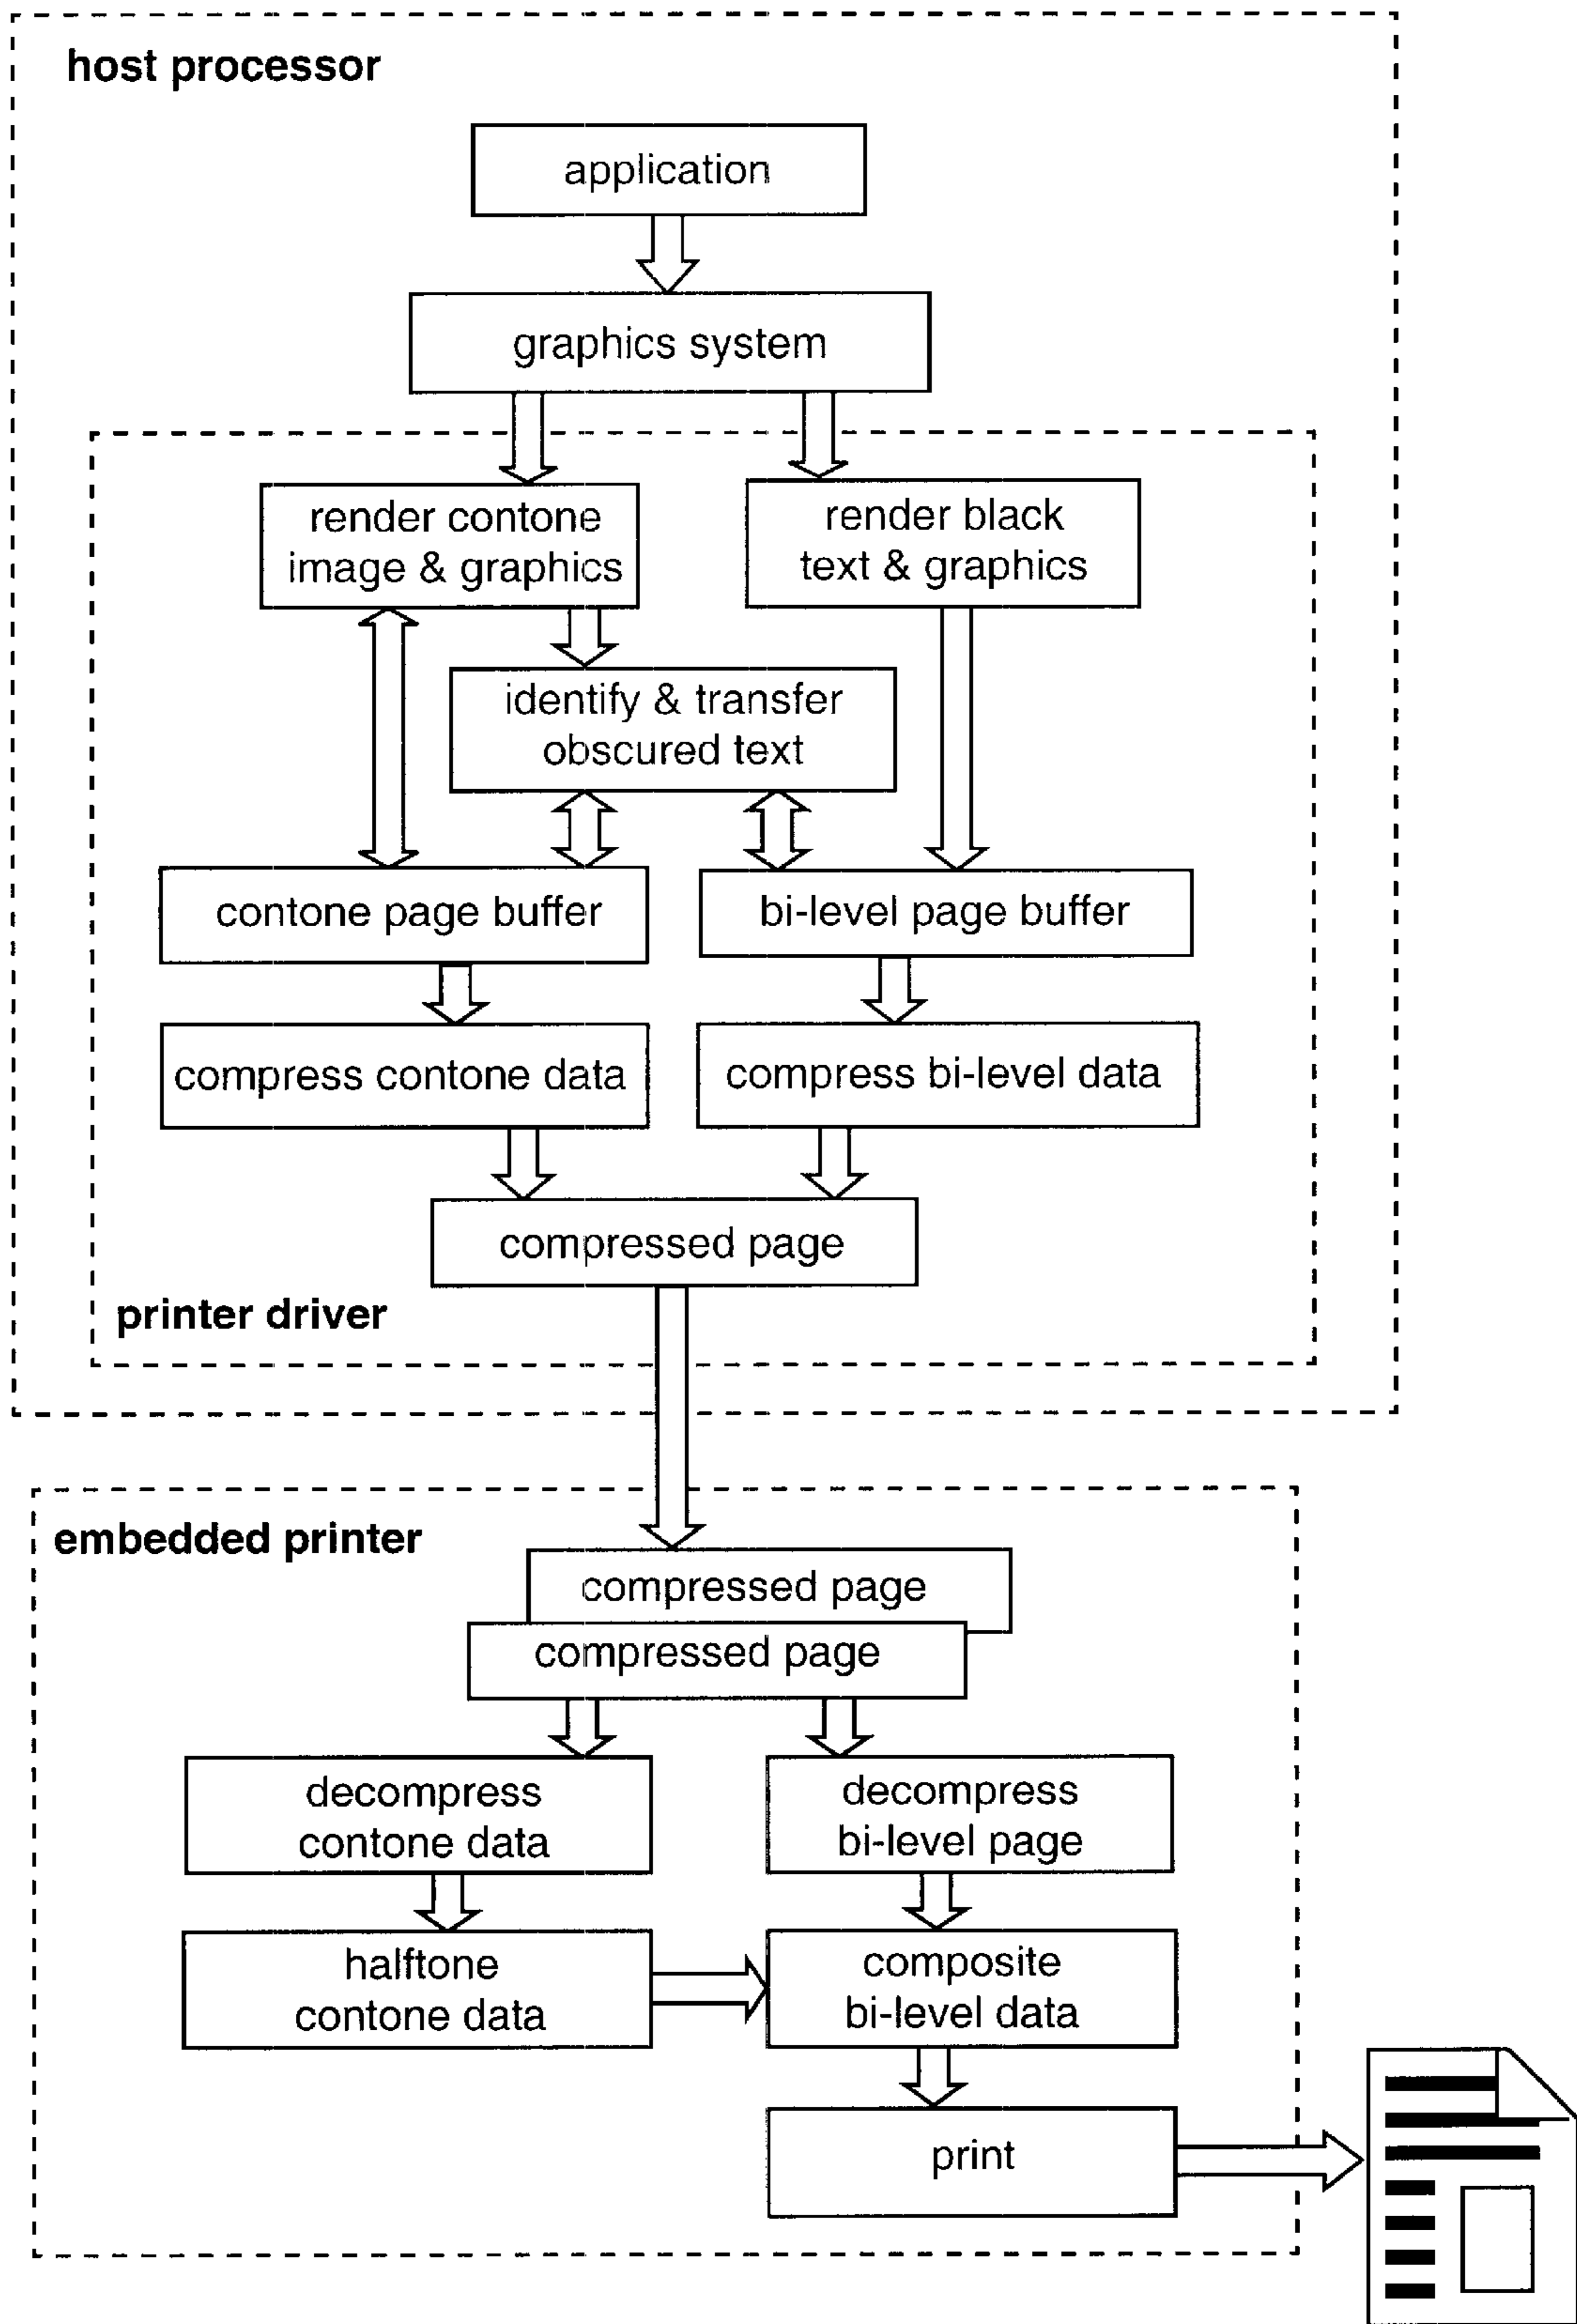 host processor
application
graphics system
render contone
image & graphics
render black
text & graphics
identify & transfer
obscured text
contone page buffer
bi-level page buffer
compress contone data
compress bi-level data
compressed page
printer driver
embedded printer
compressed page
compressed page
decompress
contone data
decompress
bi-level page
halftone
contone data
composite
bi-level data
print